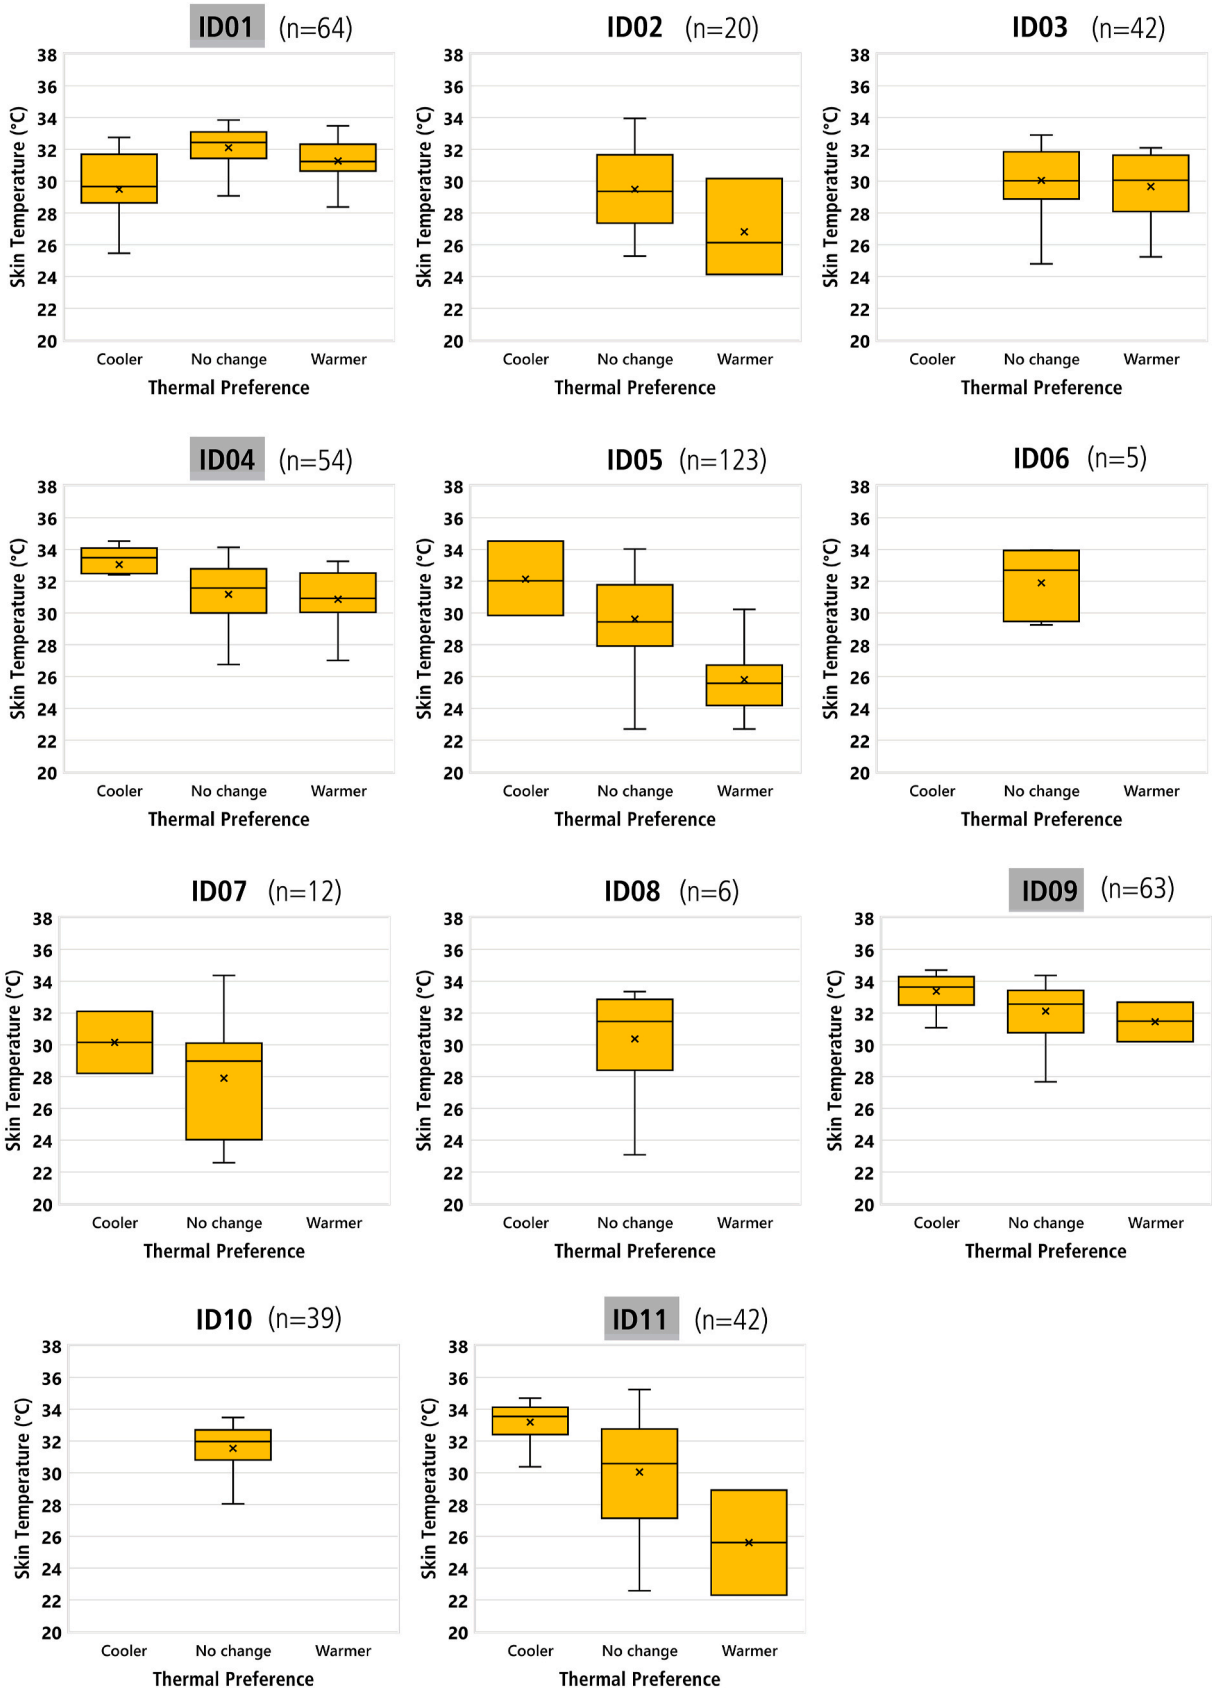 ID01 (n=64)
38
36
34
32
30
28
26
24
22
20
Skin Temperature (°C)
Cooler No change Warmer
Thermal Preference
ID02 (n=20)
38
36
34
32
30
28
26
24
22
20
Skin Temperature (°C)
Cooler No change Warmer
Thermal Preference
ID03 (n=42)
38
36
34
32
30
28
26
24
22
20
Skin Temperature (°C)
Cooler No change Warmer
Thermal Preference
ID04 (n=54)
38
36
34
32
30
28
26
24
22
20
Skin Temperature (°C)
Cooler No change Warmer
Thermal Preference
ID05 (n=123)
38
36
34
32
30
28
26
24
22
20
Skin Temperature (°C)
Cooler No change Warmer
Thermal Preference
ID06 (n=5)
38
36
34
32
30
28
26
24
22
20
Skin Temperature (°C)
Cooler No change Warmer
Thermal Preference
ID07 (n=12)
38
36
34
32
30
28
26
24
22
20
Skin Temperature (°C)
Cooler No change Warmer
Thermal Preference
ID08 (n=6)
38
36
34
32
30
28
26
24
22
20
Skin Temperature (°C)
Cooler No change Warmer
Thermal Preference
ID09 (n=63)
38
36
34
32
30
28
26
24
22
20
Skin Temperature (°C)
Cooler No change Warmer
Thermal Preference
ID10 (n=39)
38
36
34
32
30
28
26
24
22
20
Skin Temperature (°C)
Cooler No change Warmer
Thermal Preference
ID11 (n=42)
38
36
34
32
30
28
26
24
22
20
Skin Temperature (°C)
Cooler No change Warmer
Thermal Preference